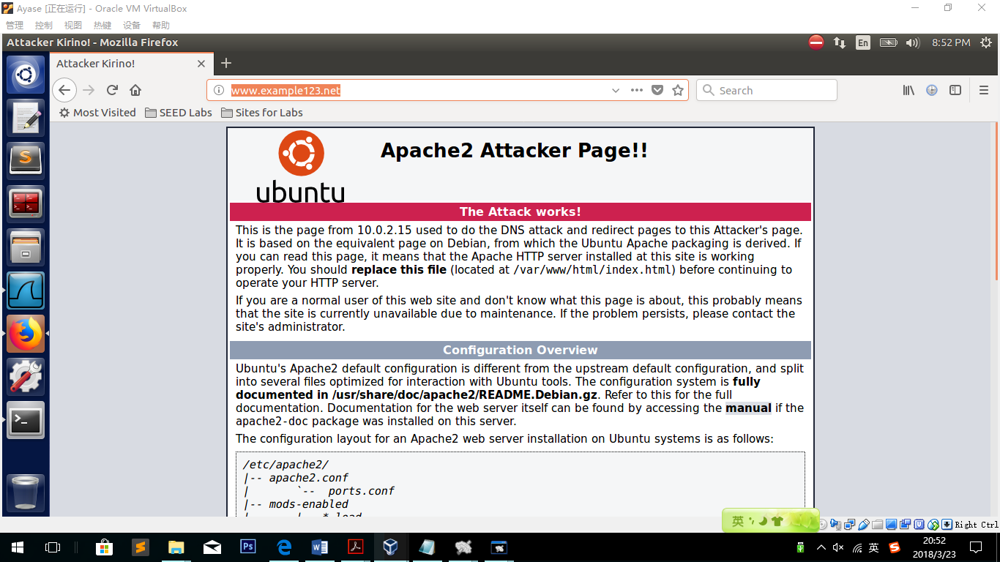 Ayase [正在运行] - Oracle VM VirtualBox
管理 控制 视图 热键 设备 帮助
Attacker Kirino! - Mozilla Firefox
En
8:52 PM
Attacker Kirino!
www.example123.net
Search
Most Visited
SEED Labs
Sites for Labs
ubuntu
Apache2 Attacker Page!!
The Attack works!
This is the page from 10.0.2.15 used to do the DNS attack and redirect pages to this Attacker's page.
It is based on the equivalent page on Debian, from which the Ubuntu Apache packaging is derived. If
you can read this page, it means that the Apache HTTP server installed at this site is working
properly. You should replace this file (located at /var/www/html/index.html) before continuing to
operate your HTTP server.
If you are a normal user of this web site and don't know what this page is about, this probably means
that the site is currently unavailable due to maintenance. If the problem persists, please contact the
site's administrator.
Configuration Overview
Ubuntu's Apache2 default configuration is different from the upstream default configuration, and split
into several files optimized for interaction with Ubuntu tools. The configuration system is fully
documented in /usr/share/doc/apache2/README.Debian.gz. Refer to this for the full
documentation. Documentation for the web server itself can be found by accessing the manual if the
apache2-doc package was installed on this server.
The configuration layout for an Apache2 web server installation on Ubuntu systems is as follows:
/etc/apache2/
|-- apache2.conf
|       `--  ports.conf
|-- mods-enabled
|       |-- *.load
英
Right Ctrl
Ps
英
20:52
2018/3/23